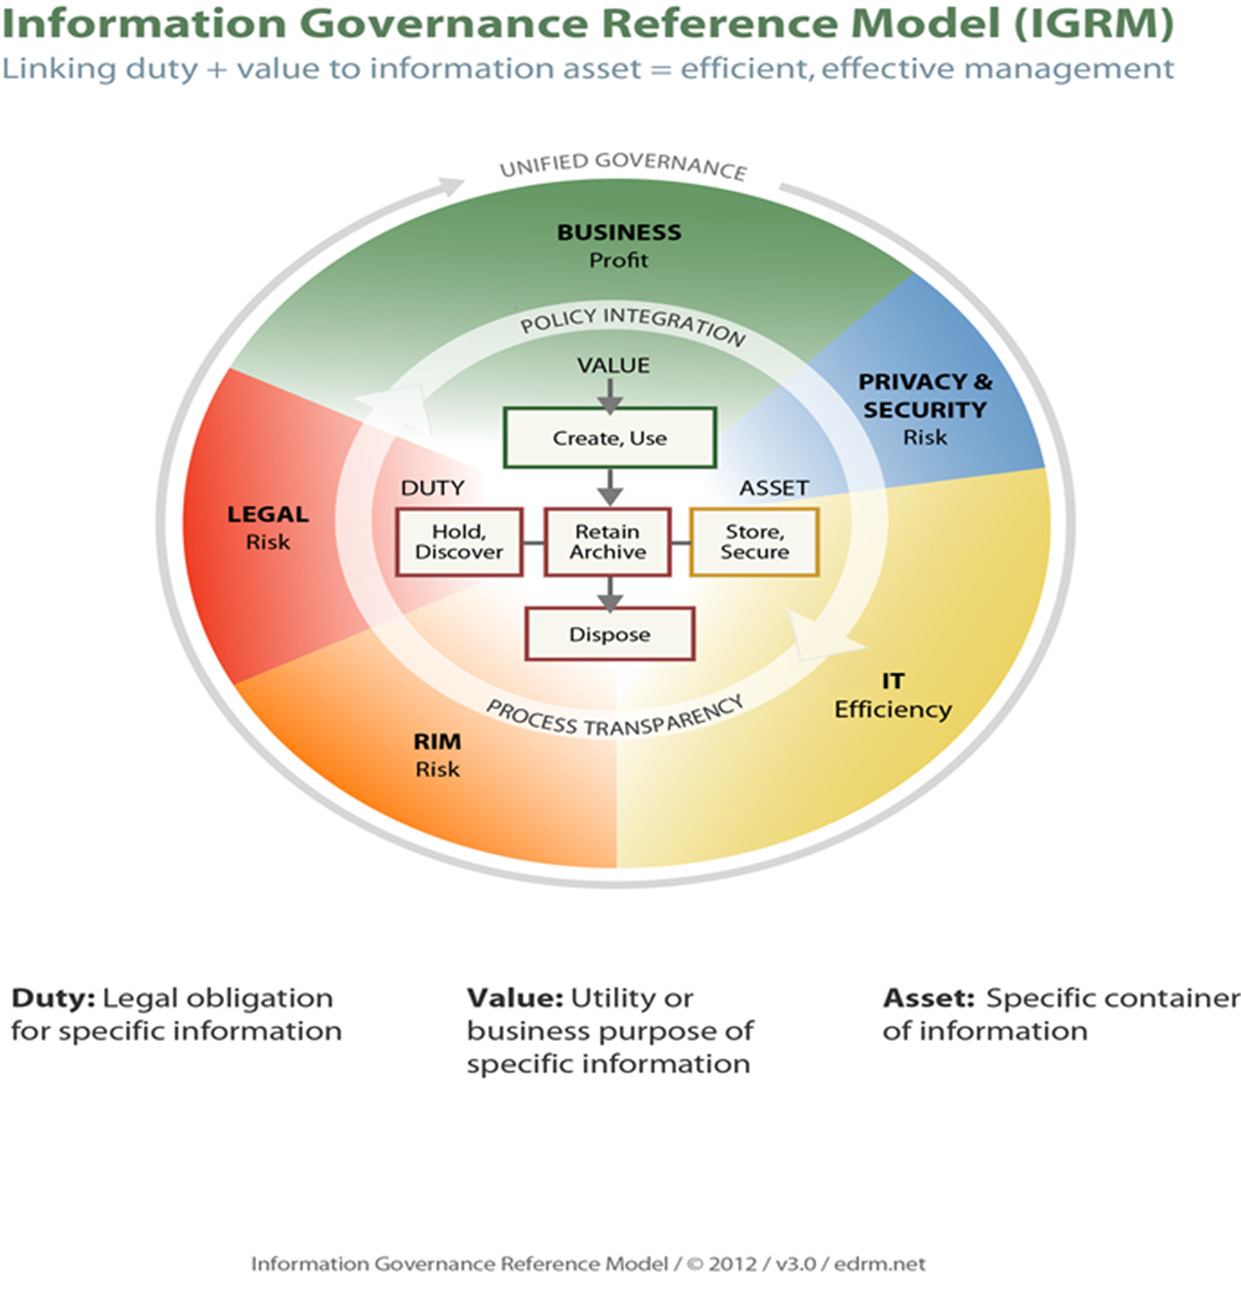 Information Governance Reference Model (IGRM)
Linking duty + value to information asset = efficient, effective management
UNIFIED GOVERNANCE
BUSINESS
Profit
POLICY INTEGRATION
VALUE
Create, Use
PRIVACY &
SECURITY
Risk
DUTY
ASSET
LEGAL
Risk
Hold,
Discover
Retain
Archive
Store,
Secure
Dispose
IT
Efficiency
PROCESS TRANSPARENCY
RIM
Risk
Duty: Legal obligation
for specific information
Value: Utility or
business purpose of
specific information
Asset: Specific container
of information
Information Governance Reference Model / © 2012 / v3.0 / edrm.net